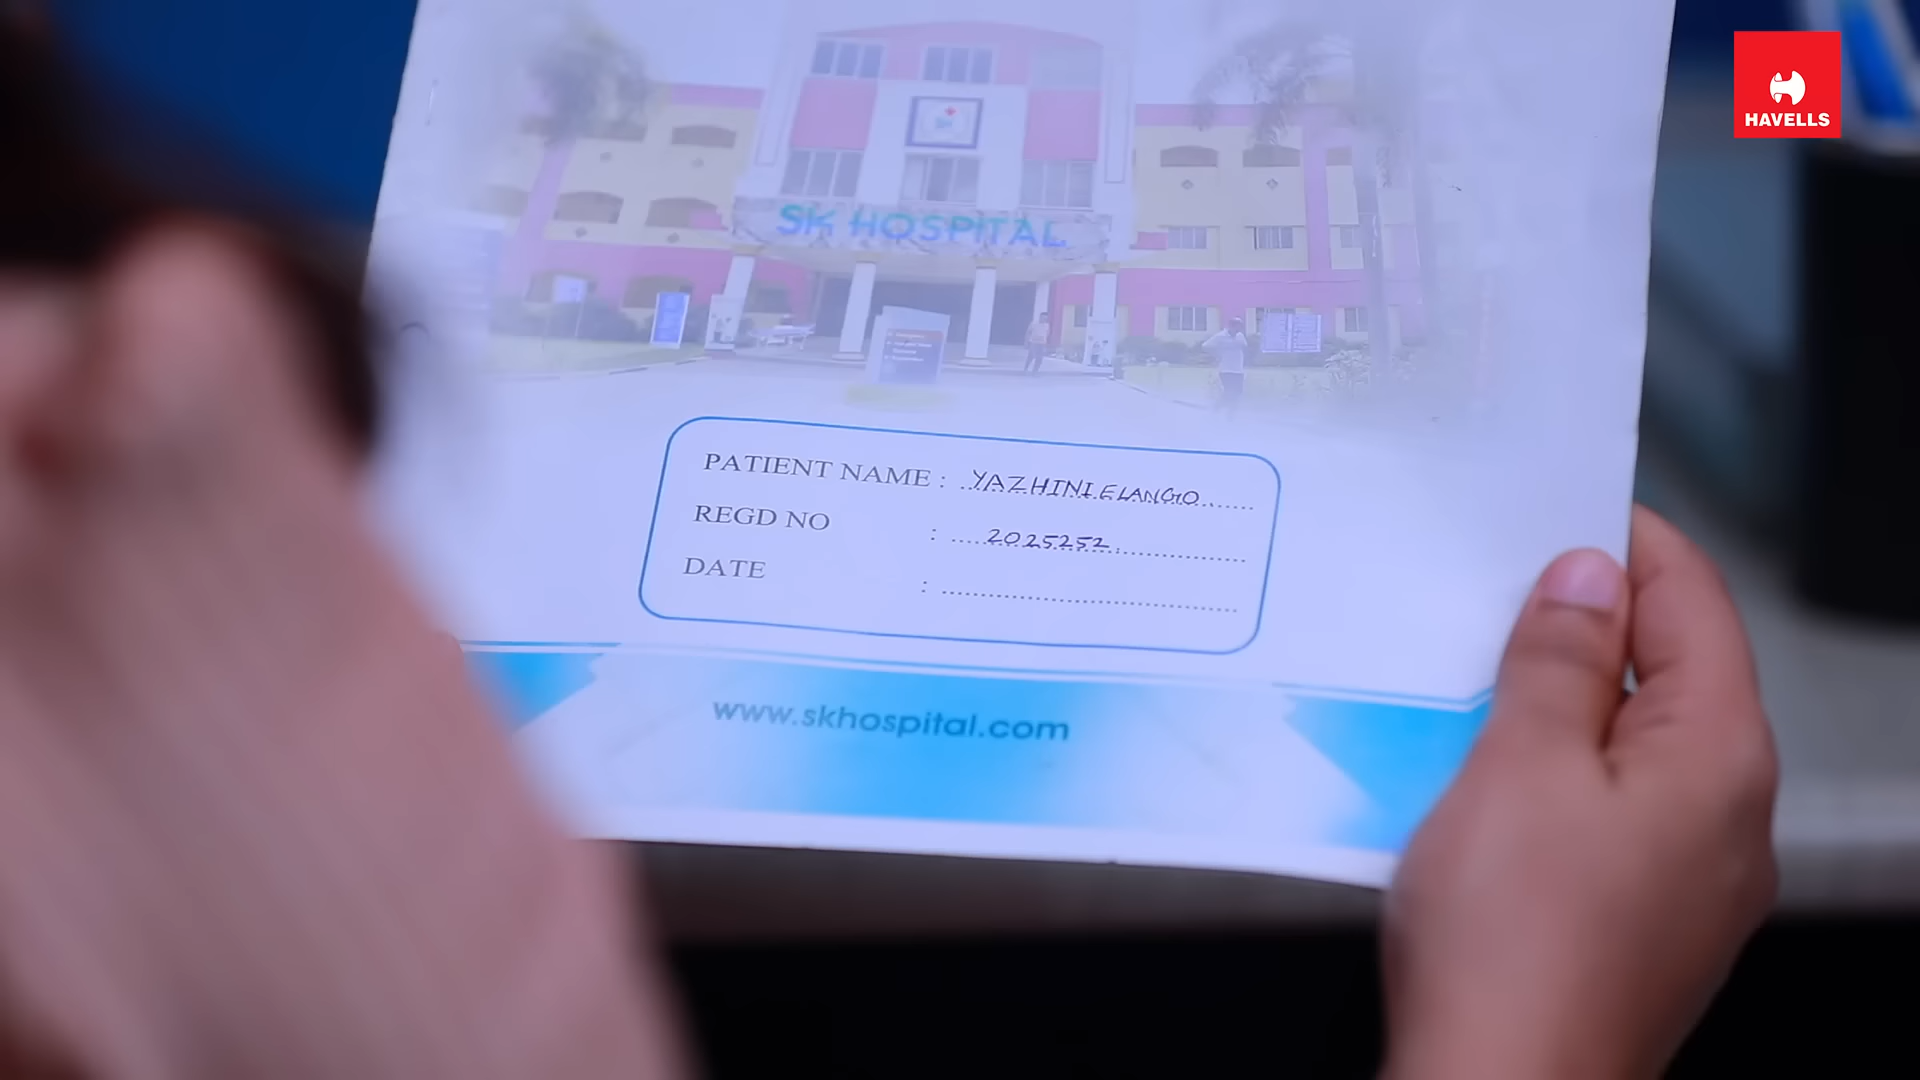 HAVELLS
SK HOSPITAL
PATIENT NAME : YAZHINI ELANGO
REGD NO : 2025252
DATE :
www.skhospital.com